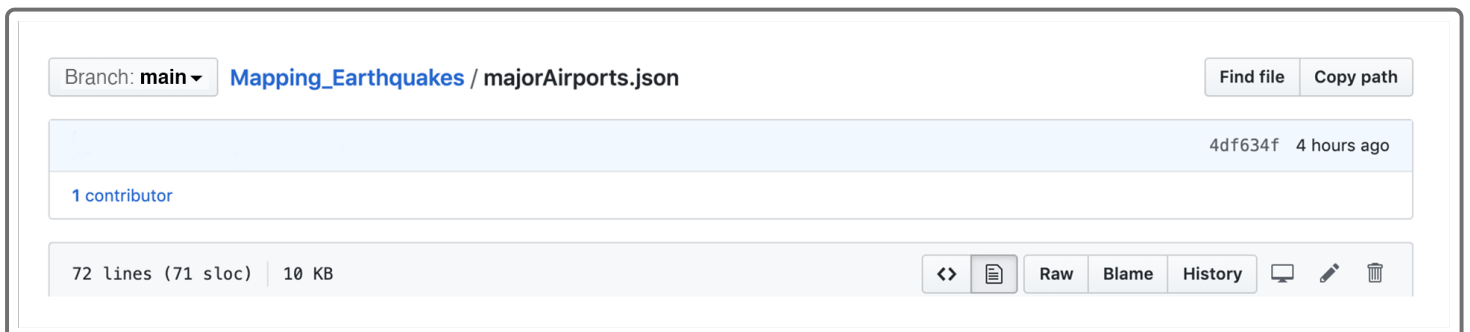 Branch: main Mapping_Earthquakes / majorAirports.json Find file Copy path
4df634f 4 hours ago
1 contributor
72 lines (71 sloc) 10 KB <> Raw Blame History